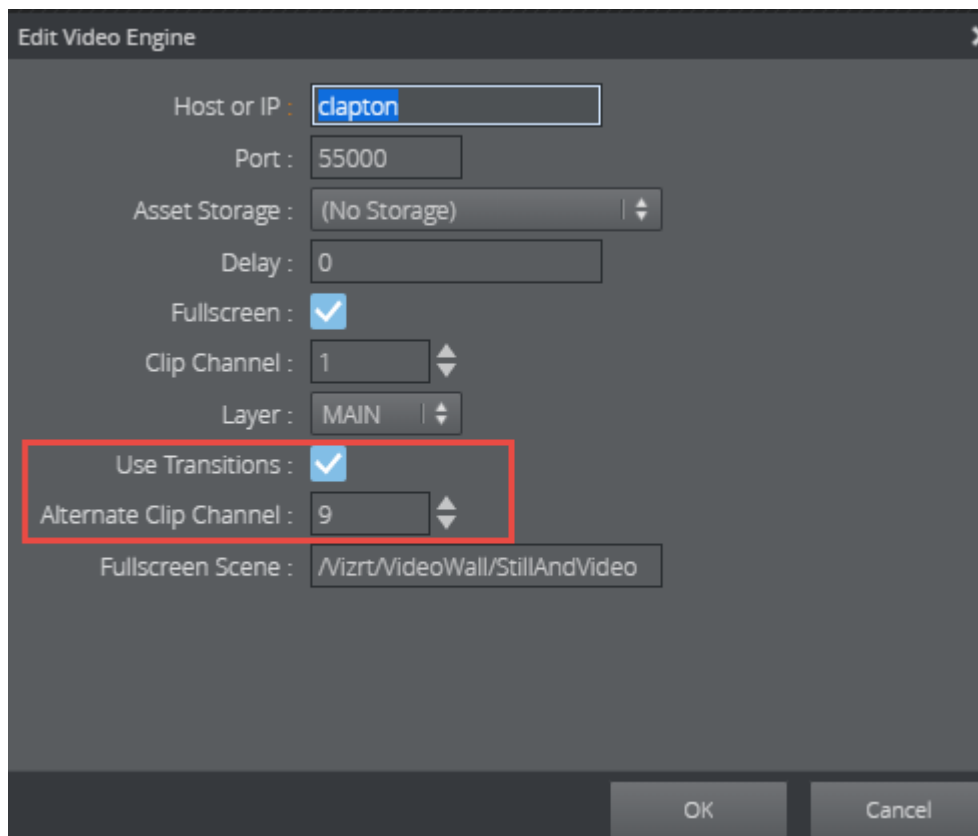 Edit Video Engine
Host or IP : clapton
Port : 55000
Asset Storage : (No Storage)
Delay : 0
Fullscreen :
Clip Channel : 1
Layer : MAIN
Use Transitions :
Alternate Clip Channel : 9
Fullscreen Scene : /Vizrt/VideoWall/StillAndVideo
OK Cancel